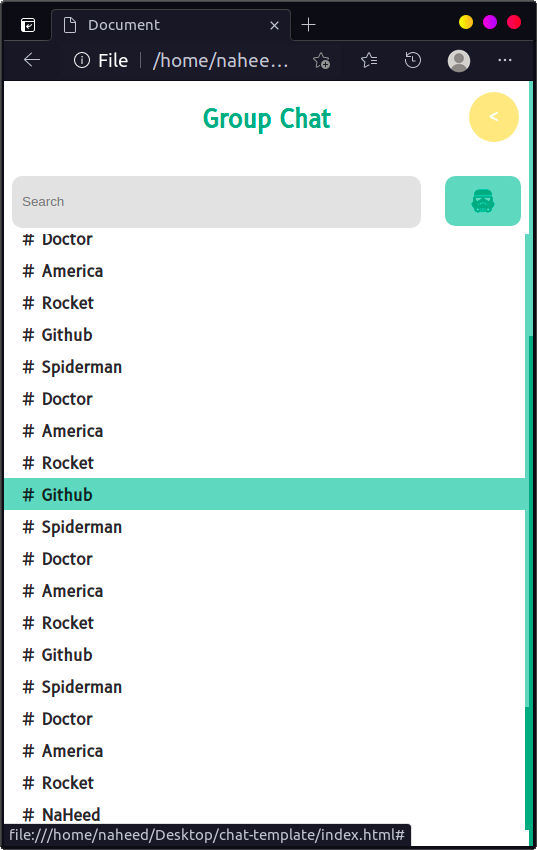 Document
File
/home/nahee...
Group Chat
<
Search
# Doctor
# America
# Rocket
# Github
# Spiderman
# Doctor
# America
# Rocket
# Github
# Spiderman
# Doctor
# America
# Rocket
# Github
# Spiderman
# Doctor
# America
# Rocket
# NaHeed
file:///home/naheed/Desktop/chat-template/index.html#